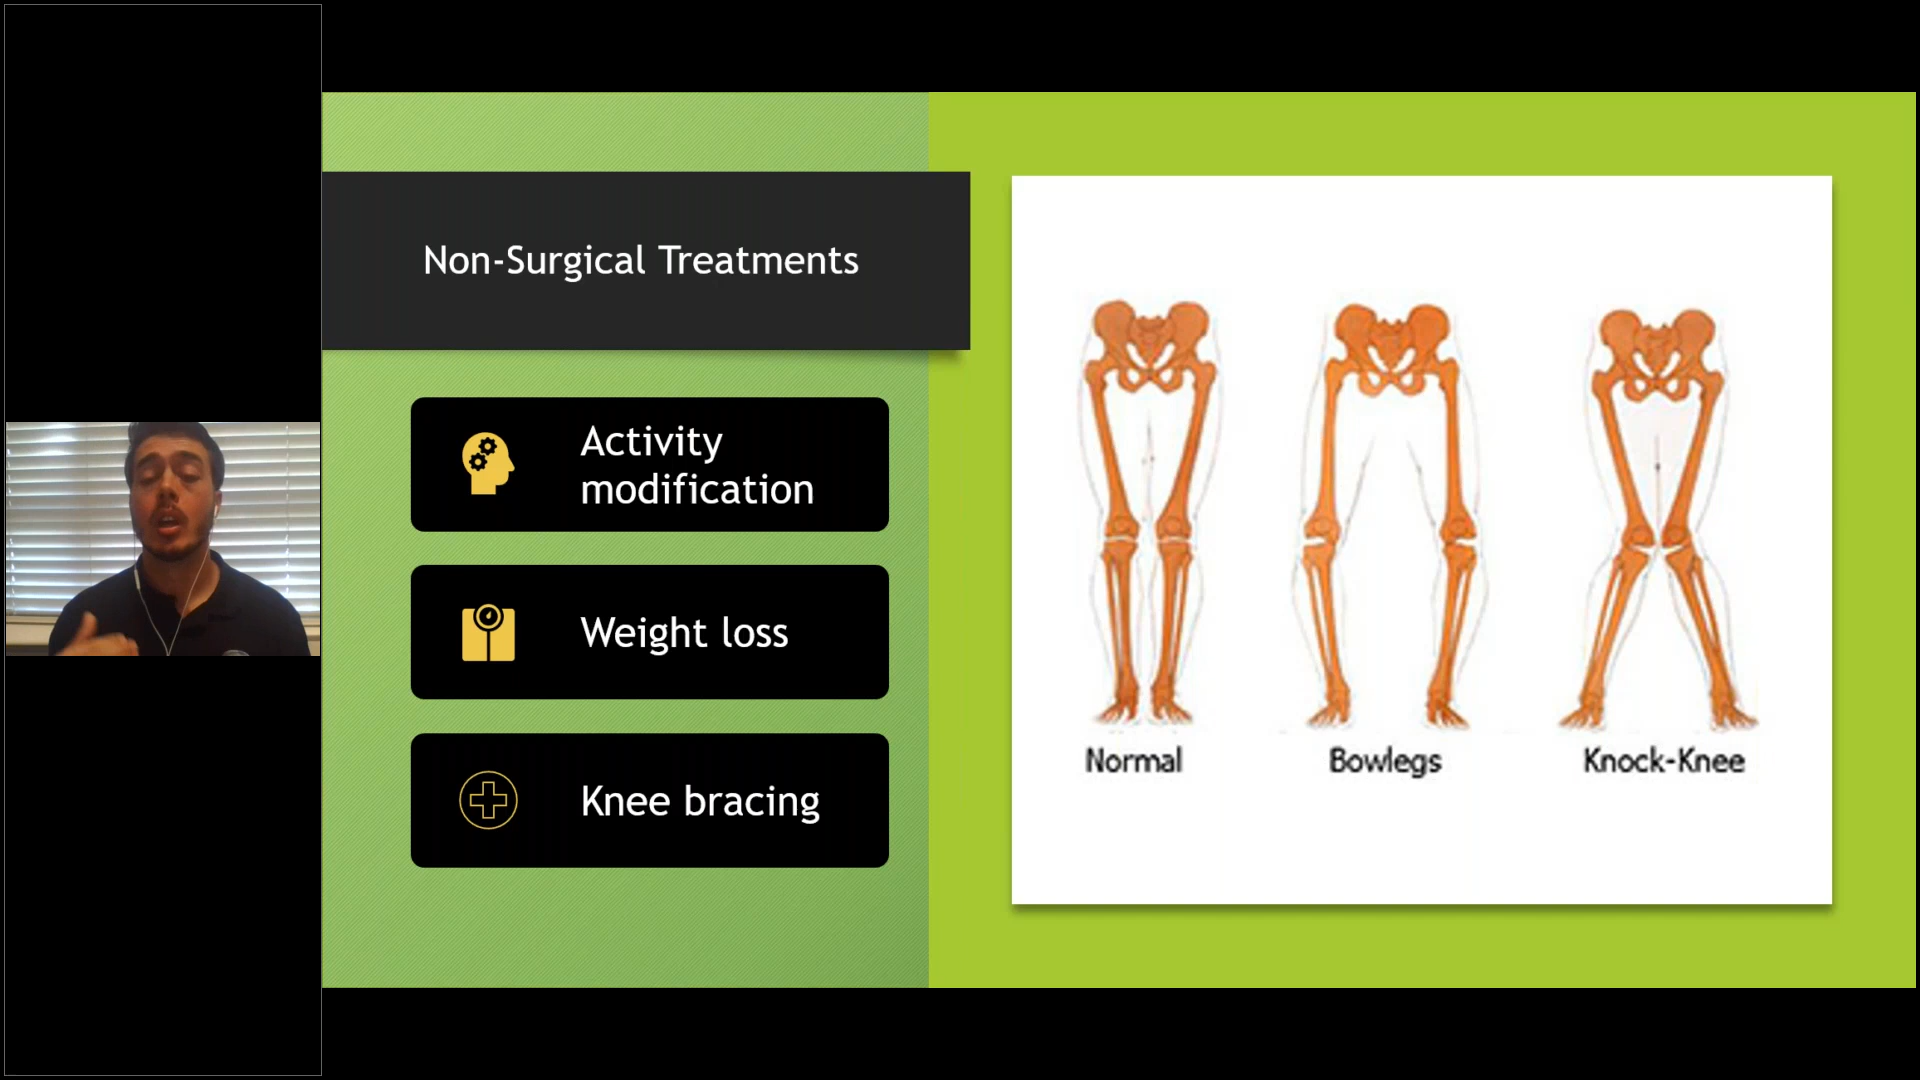 Non-Surgical Treatments
Activity
modification
Weight loss
Knee bracing
Normal
Bowlegs
Knock-Knee